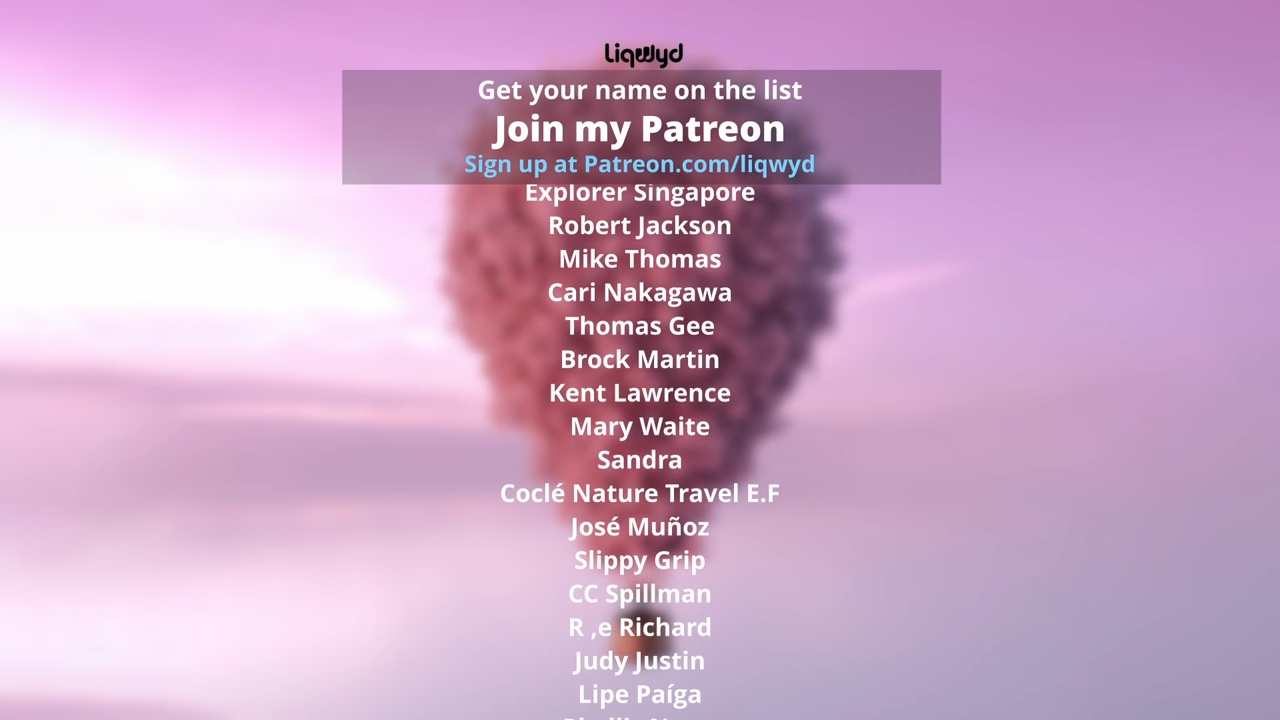 Liqwyd
Get your name on the list
Join my Patreon
Sign up at Patreon.com/liqwyd
Explorer Singapore
Robert Jackson
Mike Thomas
Cari Nakagawa
Thomas Gee
Brock Martin
Kent Lawrence
Mary Waite
Sandra
Coclé Nature Travel E.F
José Muñoz
Slippy Grip
CC Spillman
R ,e Richard
Judy Justin
Lipe Paíga